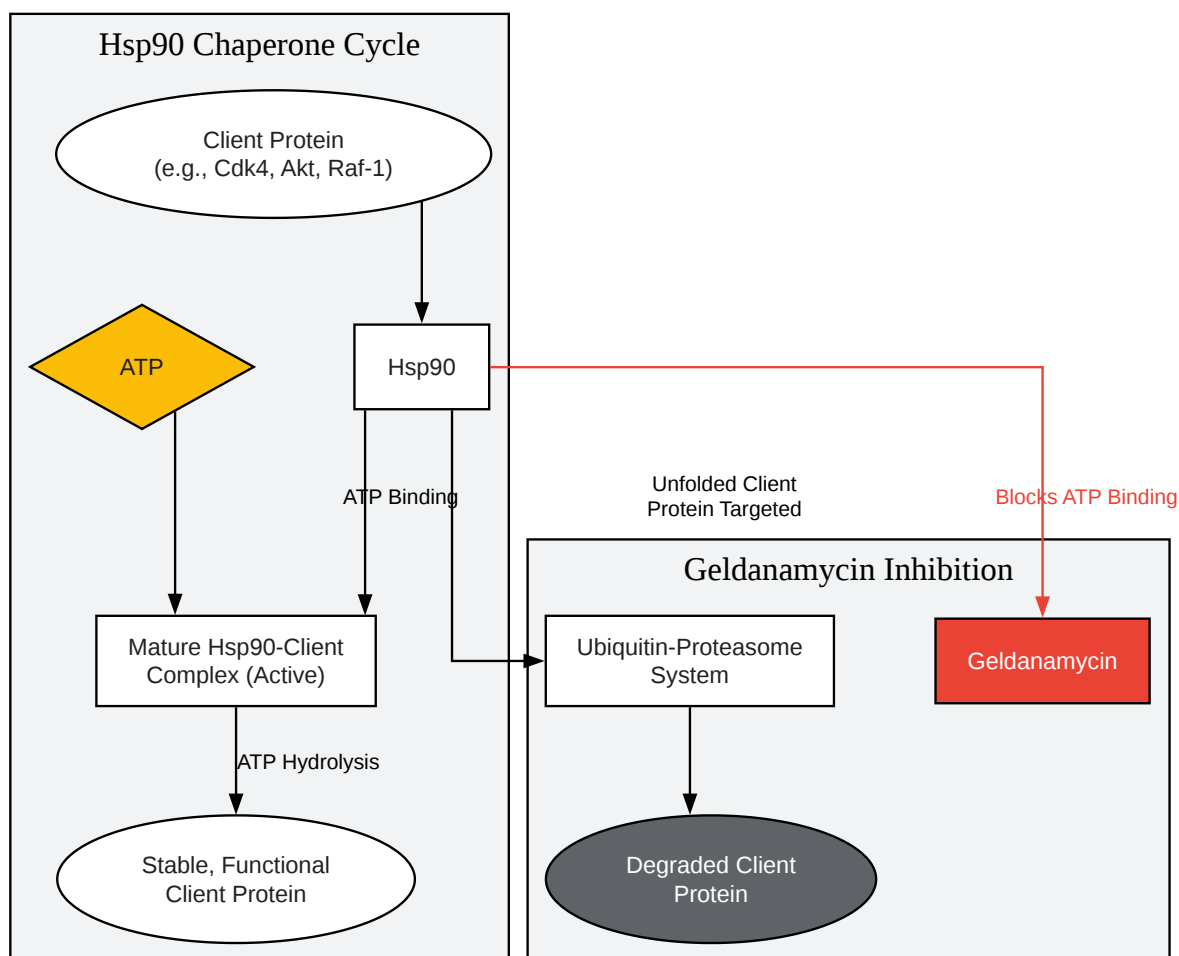 Hsp90 Chaperone Cycle
Client Protein
(e.g., Cdk4, Akt, Raf-1)
ATP
Hsp90
ATP Binding
Unfolded Client
Protein Targeted
Blocks ATP Binding
Geldanamycin Inhibition
Mature Hsp90-Client
Complex (Active)
Ubiquitin-Proteasome
System
Geldanamycin
ATP Hydrolysis
Stable, Functional
Client Protein
Degraded Client
Protein